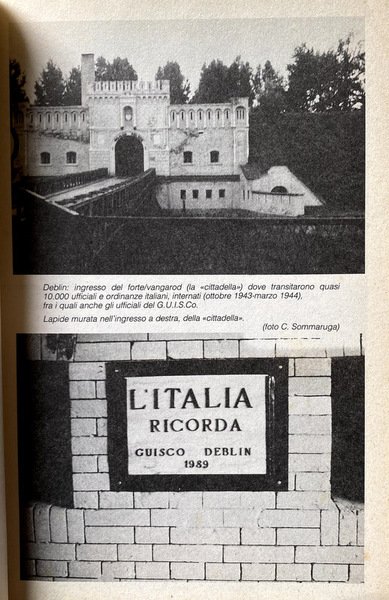 Deblin: ingresso del forte/vangarod (la «cittadella») dove transitarono quasi
10.000 ufficiali e ordinanze italiani, internati (ottobre 1943-marzo 1944),
fra i quali anche gli ufficiali del G.U.I.S.Co.
Lapide murata nell'ingresso a destra, della «cittadella».
(foto C. Sommaruga)
L'ITALIA
RICORDA
GUISCO DEBLIN
1989